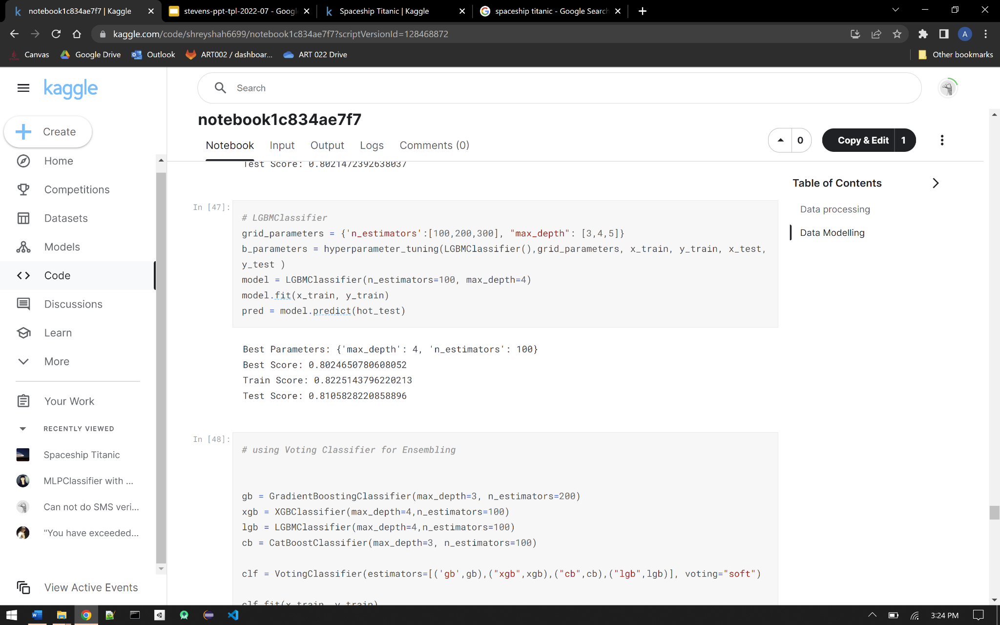 notebook1c834ae7f7 | Kaggle
stevens-ppt-tpl-2022-07 - Googl
Spaceship Titanic | Kaggle
spaceship titanic - Google Search
kaggle.com/code/shreyshah6699/notebook1c834ae7f7?scriptVersionId=128468872
A
Canvas
Google Drive
Outlook
ART002 / dashboar...
ART 022 Drive
Other bookmarks
kaggle
Search
Create
Home
Competitions
Datasets
Models
Code
Discussions
Learn
More
Your Work
RECENTLY VIEWED
Spaceship Titanic
MLPClassifier with ...
Can not do SMS veri...
"You have exceeded...
View Active Events
notebook1c834ae7f7
Notebook
Input
Output
Logs
Comments (0)
0
Copy & Edit
1
Test Score: 0.8021472392638037
In [47]:
# LGBMClassifier
grid_parameters = {'n_estimators':[100,200,300], "max_depth": [3,4,5]}
b_parameters = hyperparameter_tuning(LGBMClassifier(),grid_parameters, x_train, y_train, x_test,
y_test )
model = LGBMClassifier(n_estimators=100, max_depth=4)
model.fit(x_train, y_train)
pred = model.predict(hot_test)
Best Parameters: {'max_depth': 4, 'n_estimators': 100}
Best Score: 0.8024650780608052
Train Score: 0.8225143796220213
Test Score: 0.8105828220858896
In [48]:
# using Voting Classifier for Ensembling
gb = GradientBoostingClassifier(max_depth=3, n_estimators=200)
xgb = XGBClassifier(max_depth=4,n_estimators=100)
lgb = LGBMClassifier(max_depth=4,n_estimators=100)
cb = CatBoostClassifier(max_depth=3, n_estimators=100)
clf = VotingClassifier(estimators=[('gb',gb),("xgb",xgb),("cb",cb),("lgb",lgb)], voting="soft")
clf.fit(x_train, y_train)
Table of Contents
Data processing
Data Modelling
3:24 PM